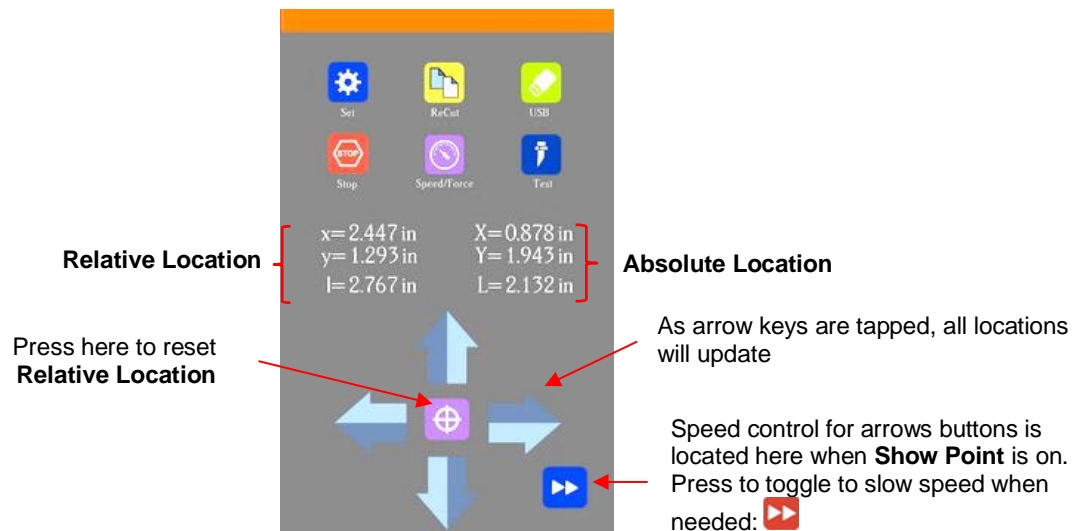 Set
ReCut
USB
STOP
Stop
Speed/Force
Test
x=2.447 in
X=0.878 in
y=1.293 in
Y=1.943 in
l=2.767 in
L=2.132 in
Relative Location
Absolute Location
Press here to reset
Relative Location
As arrow keys are tapped, all locations
will update
Speed control for arrows buttons is
located here when Show Point is on.
Press to toggle to slow speed when
needed: